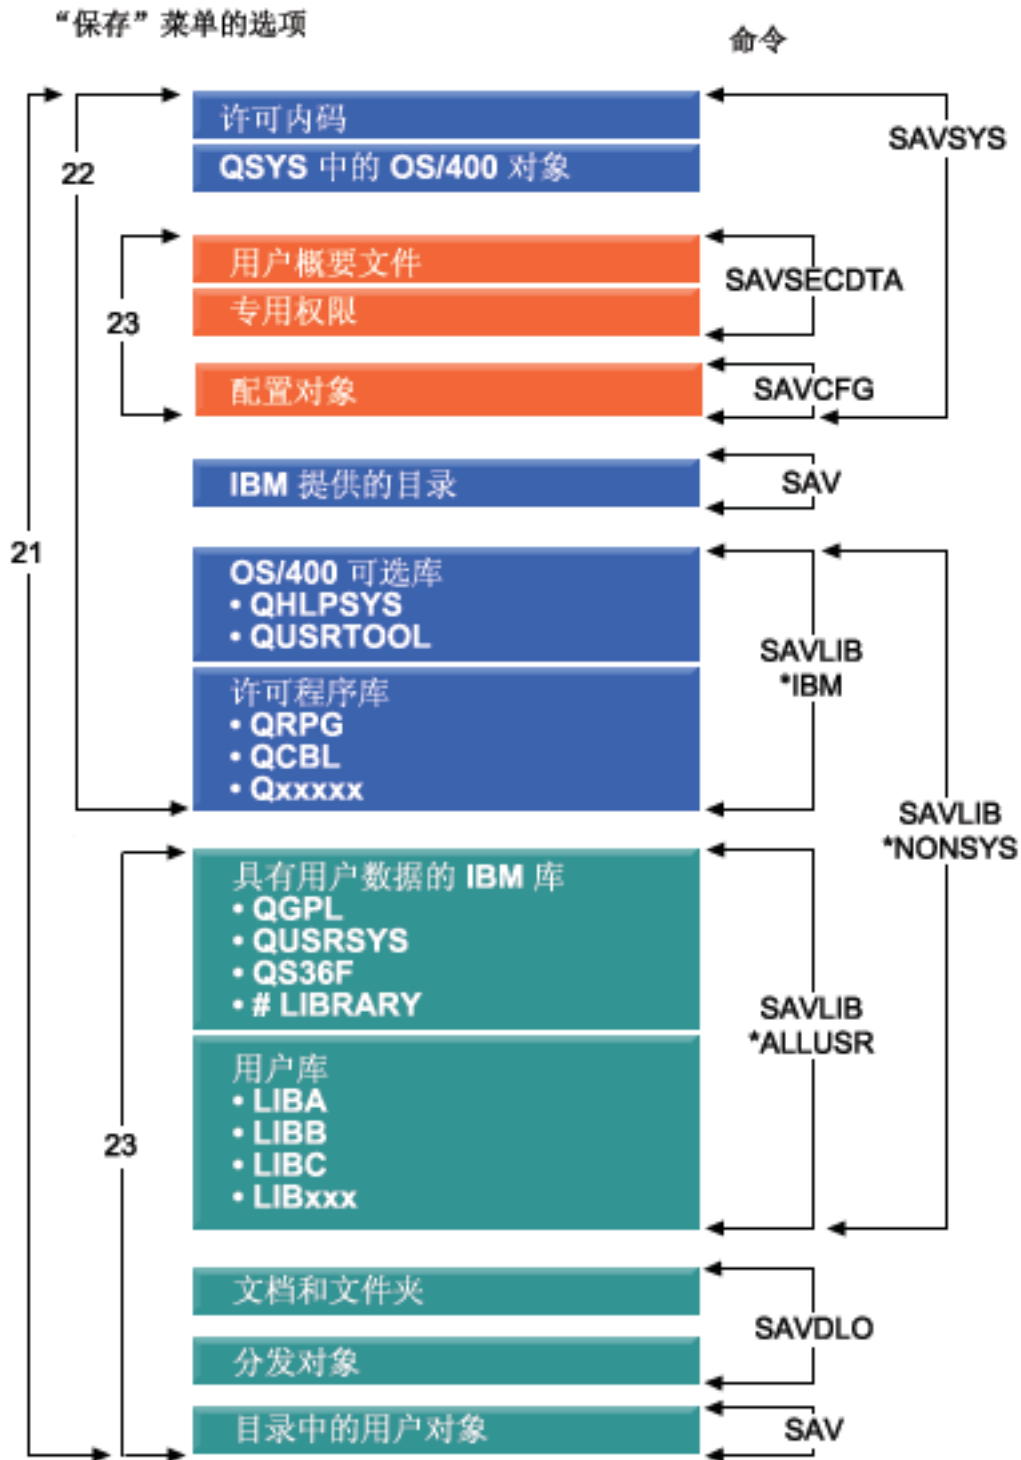 “保存”菜单的选项
命令
许可内码
QSYS 中的 OS/400 对象
SAVSYS
22
用户概要文件
专用权限
SAVSECDTA
23
配置对象
SAVCFG
IBM 提供的目录
SAV
21
OS/400 可选库
• QHLPSYS
• QUSRTOOL
许可程序库
• QRPG
• QCBL
• Qxxxxx
SAVLIB
*IBM
SAVLIB
*NONSYS
具有用户数据的 IBM 库
• QGPL
• QUSRSYS
• QS36F
• # LIBRARY
用户库
• LIBA
• LIBB
• LIBC
• LIBxxx
SAVLIB
*ALLUSR
23
文档和文件夹
分发对象
SAVDLO
目录中的用户对象
SAV